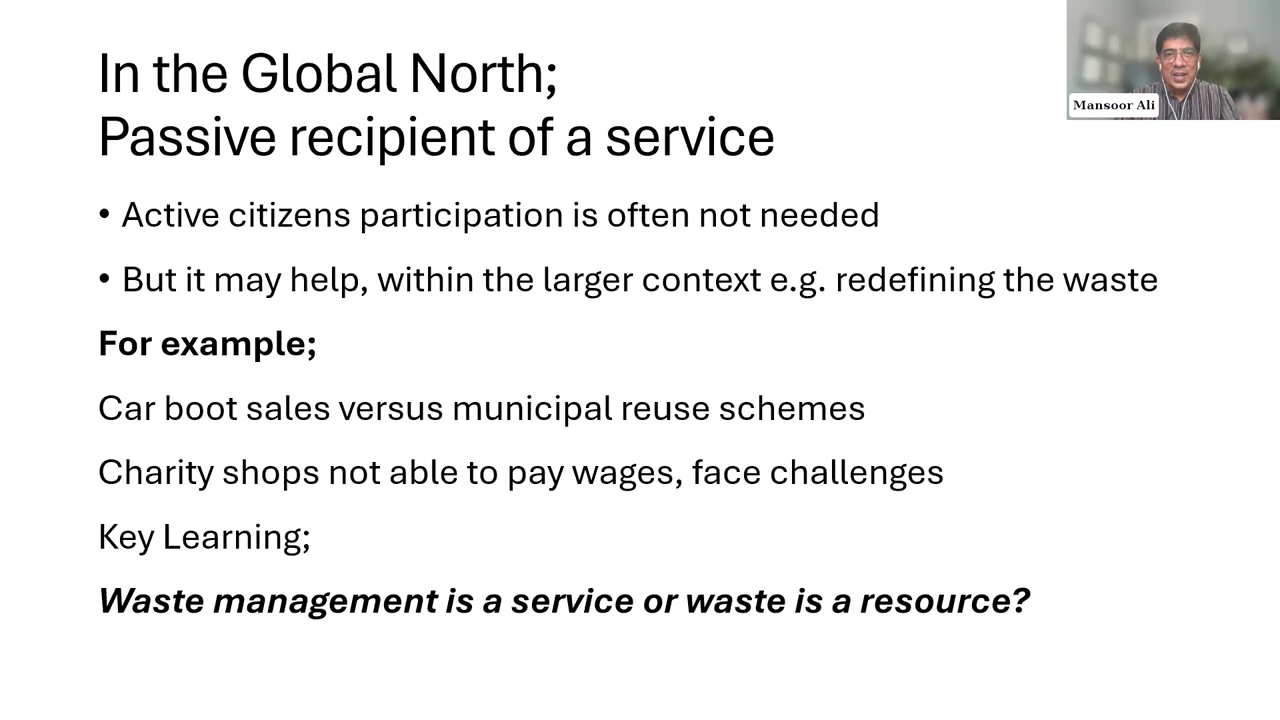 In the Global North;
Passive recipient of a service
Mansoor Ali
• Active citizens participation is often not needed
• But it may help, within the larger context e.g. redefining the waste
For example;
Car boot sales versus municipal reuse schemes
Charity shops not able to pay wages, face challenges
Key Learning;
Waste management is a service or waste is a resource?